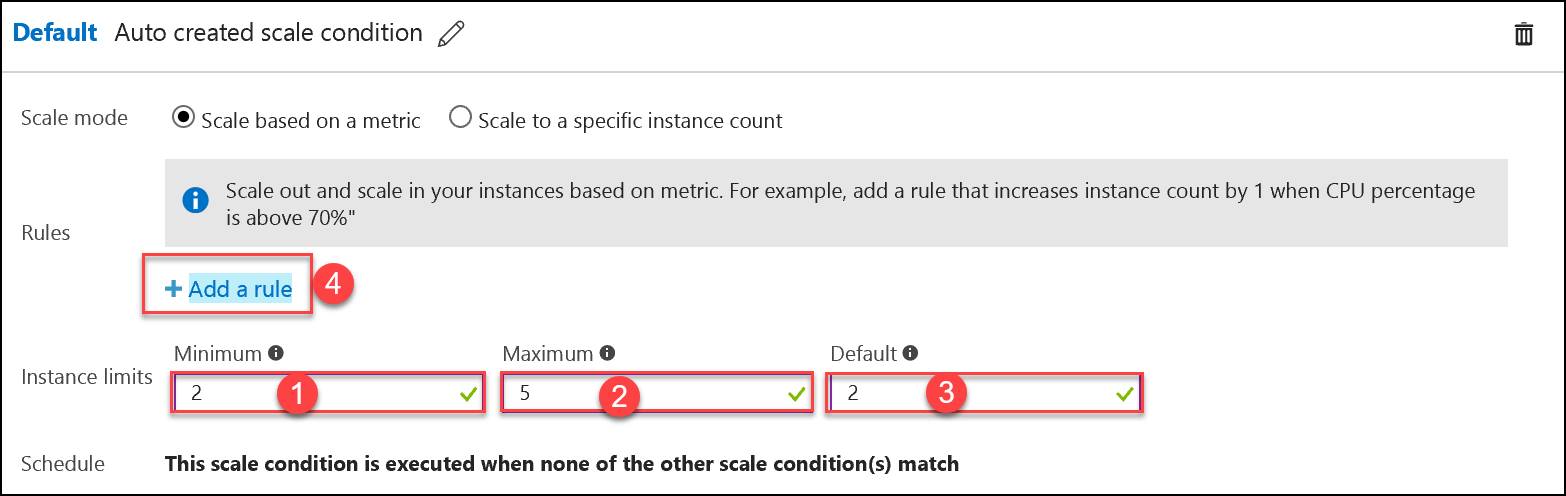 Default Auto created scale condition
Scale mode Scale based on a metric Scale to a specific instance count
Scale out and scale in your instances based on metric. For example, add a rule that increases instance count by 1 when CPU percentage
is above 70%"
Rules
+ Add a rule 4
Minimum Maximum Default
Instance limits 2 1 5 2 2 3
Schedule This scale condition is executed when none of the other scale condition(s) match